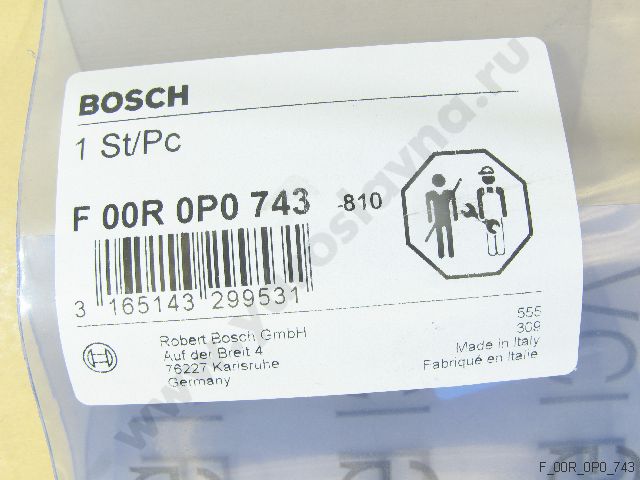 BOSCH
1 St/Pc
F 00R 0P0 743 -810
3 165143 299531
Robert Bosch GmbH
Auf der Breit 4
76227 Karlsruhe
Germany
555
309
Made in Italy
Fabriqué en Italie
F_00R_0P0_743